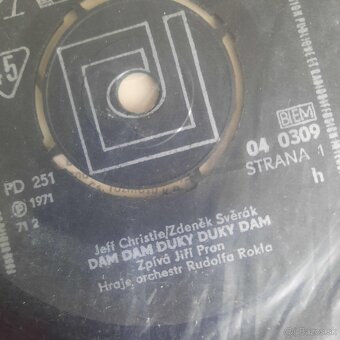 45
BIEM
04 0309
STRANA 1
h
PD 251
℗ 1971
71 2
Jeff Christie/Zdeněk Svěrák
DAM DAM DUKY DUKY DAM
Zpívá Jiří Pron
Hraje orchestr Rudolfa Rokla